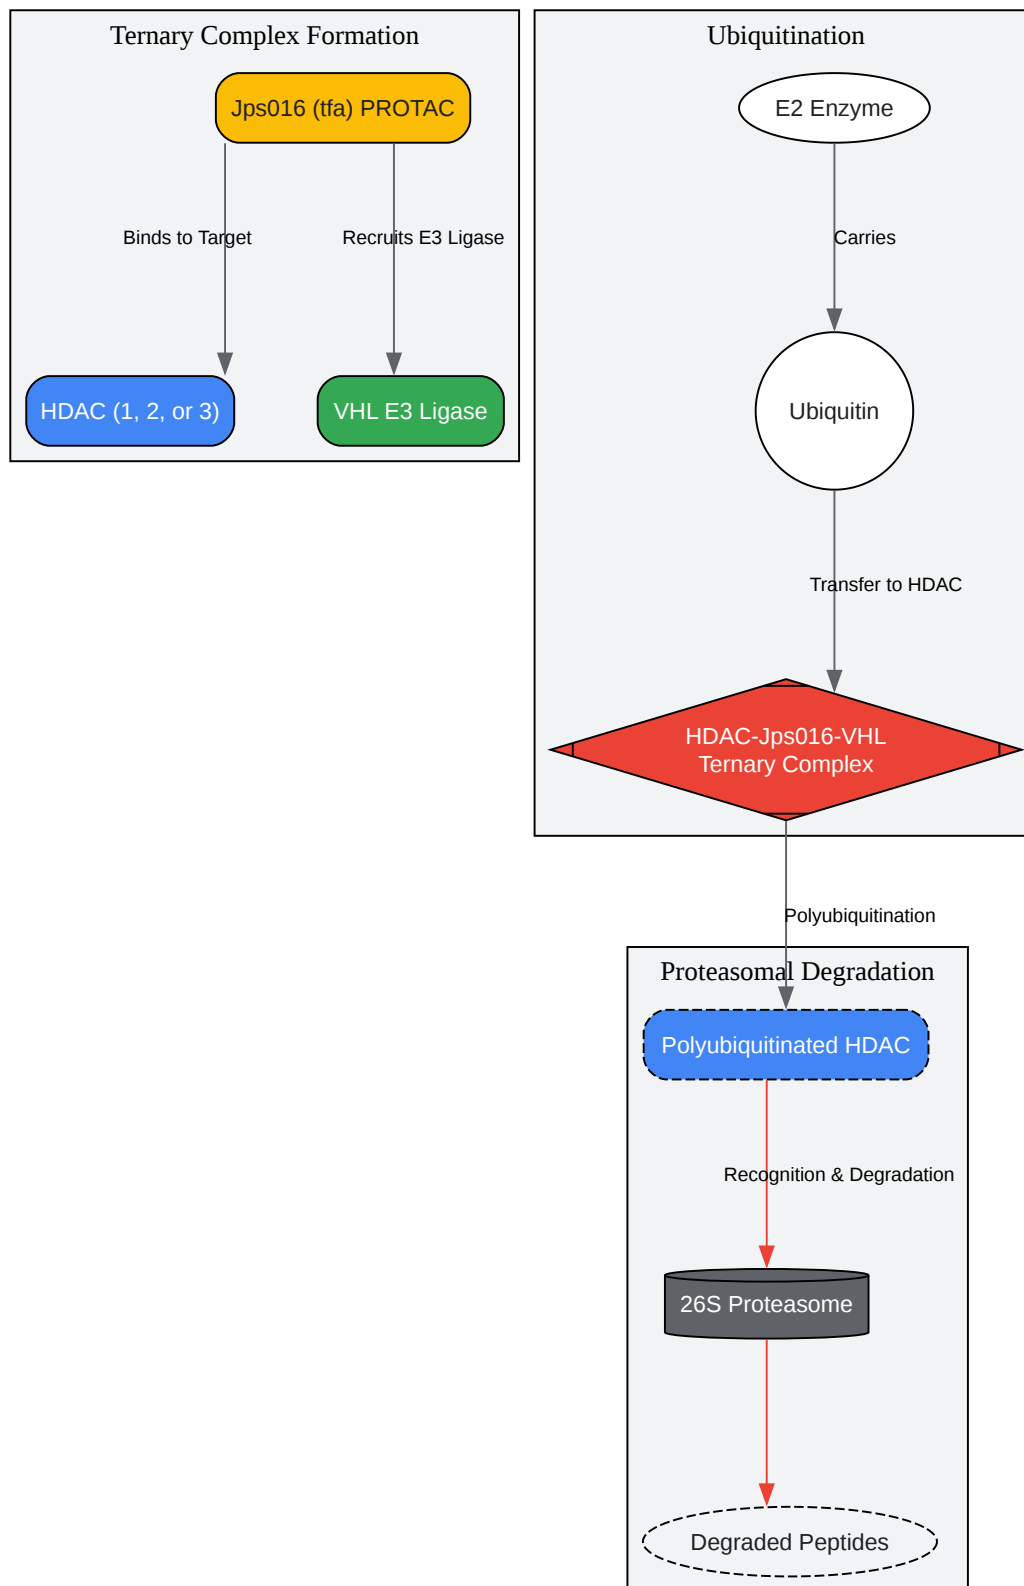 Ternary Complex Formation
Jps016 (tfa) PROTAC
Binds to Target
Recruits E3 Ligase
HDAC (1, 2, or 3)
VHL E3 Ligase
Ubiquitination
E2 Enzyme
Carries
Ubiquitin
Transfer to HDAC
HDAC-Jps016-VHL
Ternary Complex
Polyubiquitination
Proteasomal Degradation
Polyubiquitinated HDAC
Recognition & Degradation
26S Proteasome
Degraded Peptides